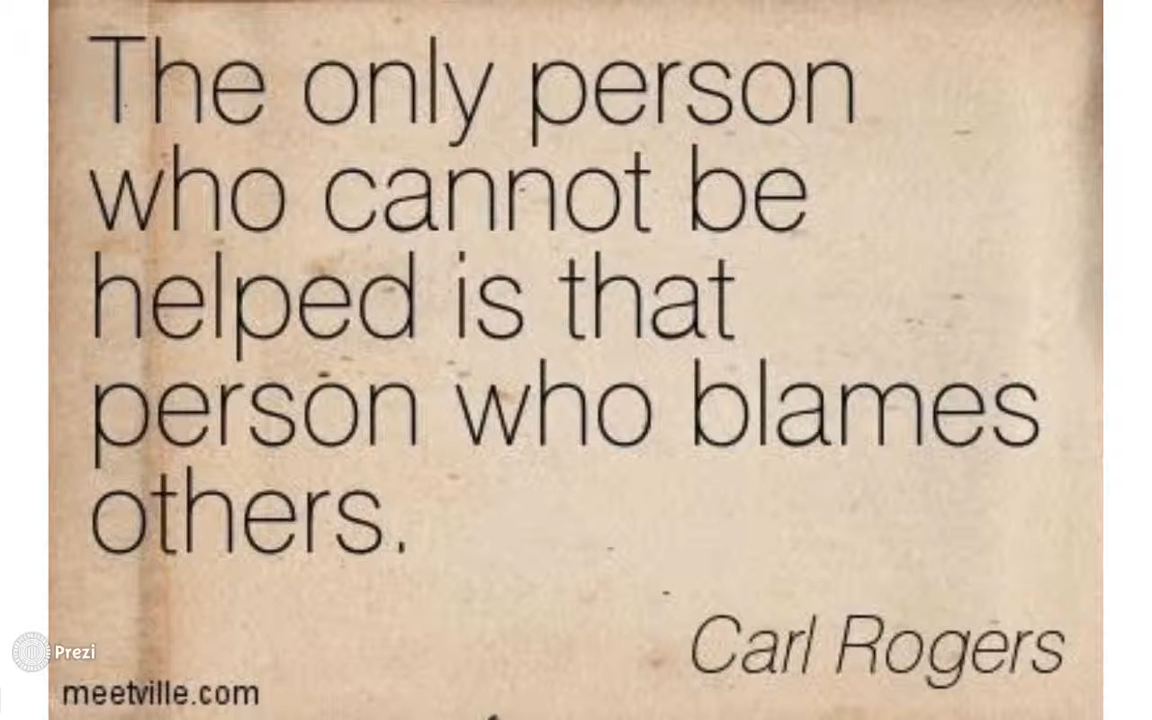 The only person
who cannot be
helped is that
person who blames
others.
Carl Rogers
Prezi
meetville.com